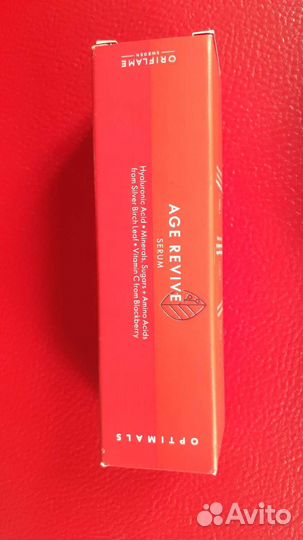 ORIFLAME
SWEDEN
AGE REVIVE
SERUM
Hyaluronic Acid • Minerals, Sugars + Amino Acids
from Silver Birch Leaf • Vitamin C from Blackberry
OPTIMALS
Avito